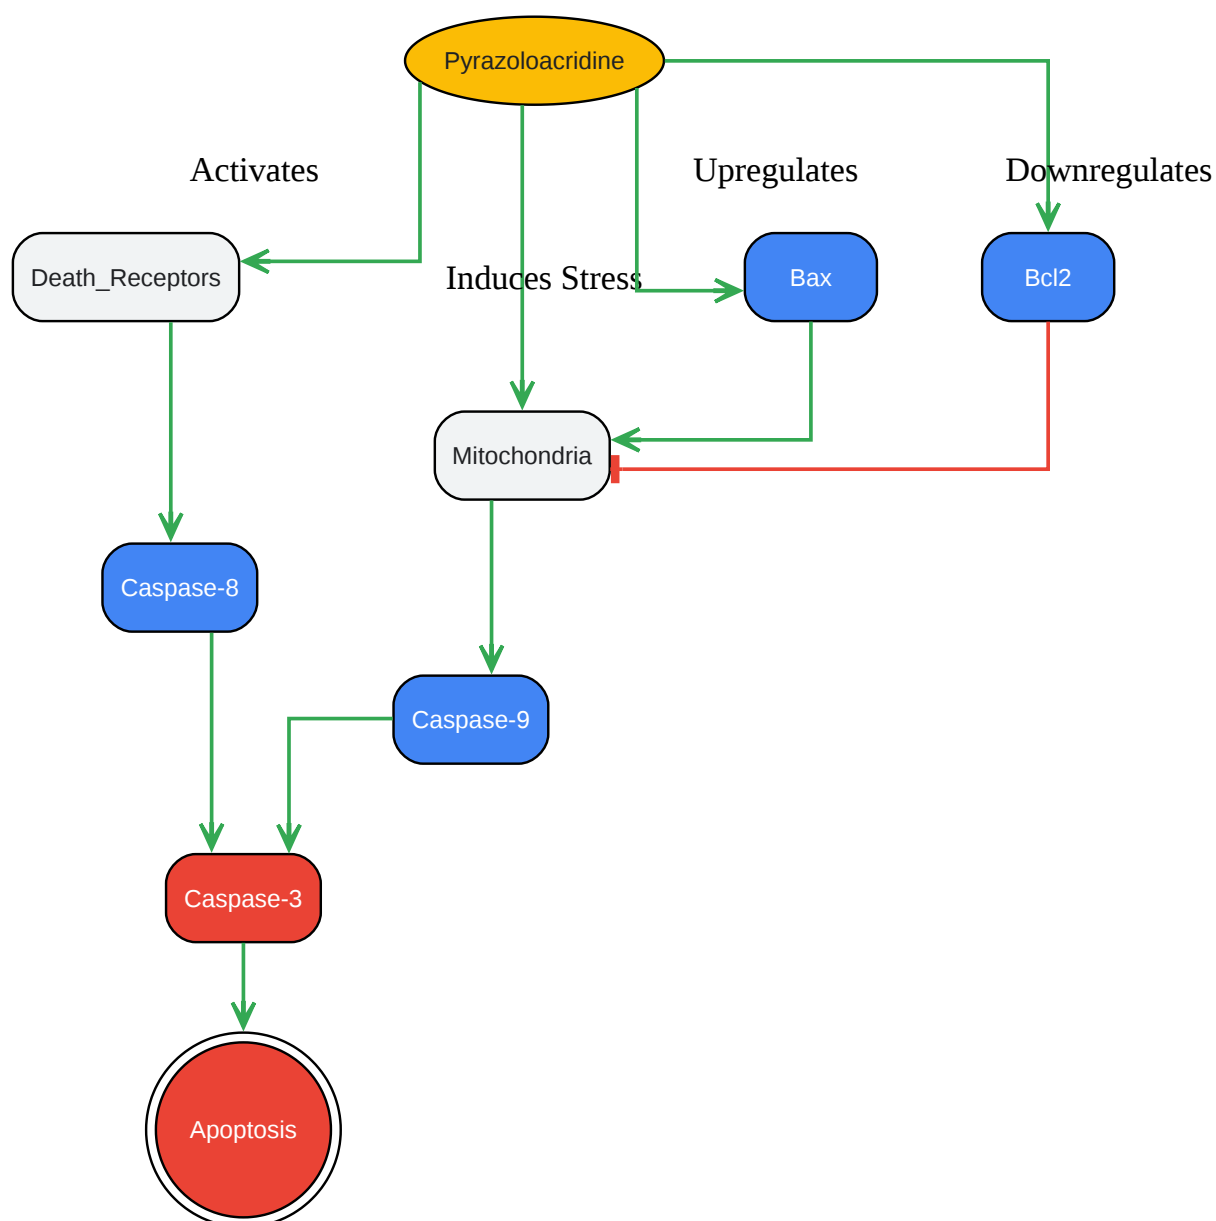 Pyrazoloacridine
Activates
Upregulates
Downregulates
Death_Receptors
Induces Stress
Bax
Bcl2
Mitochondria
Caspase-8
Caspase-9
Caspase-3
Apoptosis